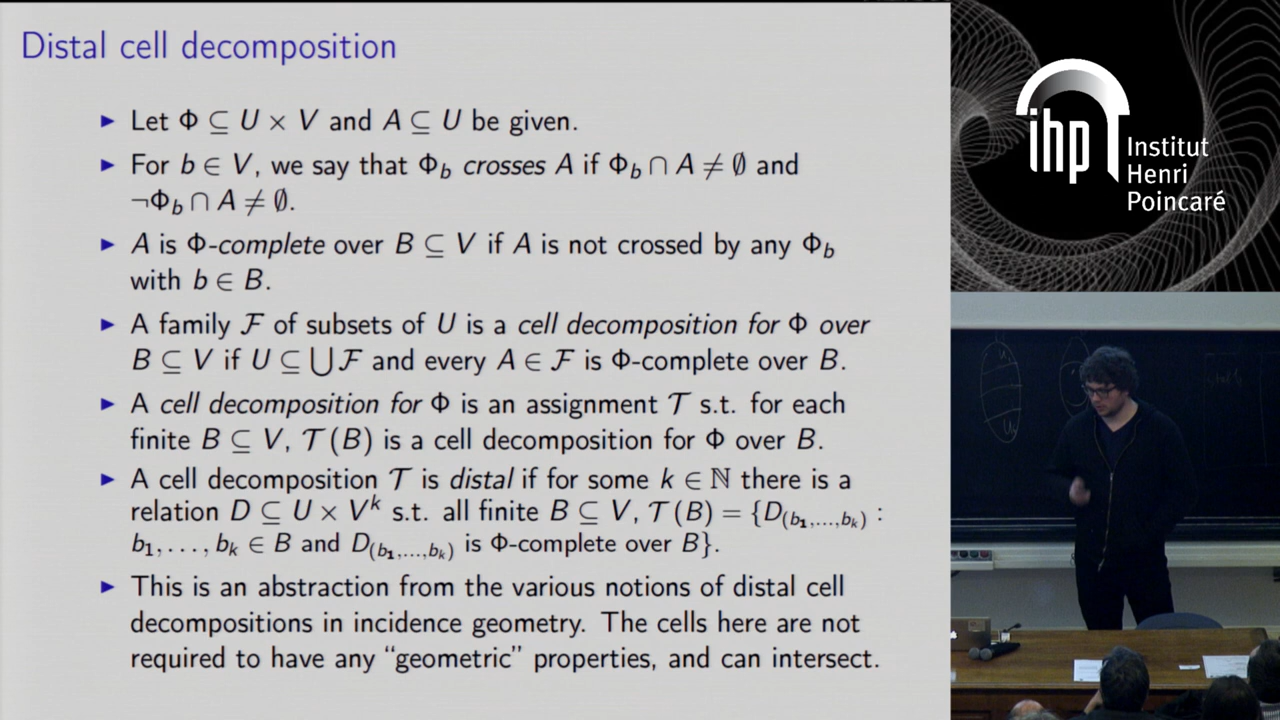 Distal cell decomposition
▶ Let Φ ⊆ U × V and A ⊆ U be given.
▶ For b ∈ V, we say that Φ_b crosses A if Φ_b ∩ A ≠ ∅ and
¬Φ_b ∩ A ≠ ∅.
▶ A is Φ-complete over B ⊆ V if A is not crossed by any Φ_b
with b ∈ B.
▶ A family ℱ of subsets of U is a cell decomposition for Φ over
B ⊆ V if U ⊆ ⋃ℱ and every A ∈ ℱ is Φ-complete over B.
▶ A cell decomposition for Φ is an assignment 𝒯 s.t. for each
finite B ⊆ V, 𝒯(B) is a cell decomposition for Φ over B.
▶ A cell decomposition 𝒯 is distal if for some k ∈ ℕ there is a
relation D ⊆ U × V^k s.t. all finite B ⊆ V, 𝒯(B) = {D_(b₁,...,b_k) :
b₁, . . . , b_k ∈ B and D_(b₁,...,b_k) is Φ-complete over B}.
▶ This is an abstraction from the various notions of distal cell
decompositions in incidence geometry. The cells here are not
required to have any “geometric” properties, and can intersect.
ihp
Institut
Henri
Poincaré